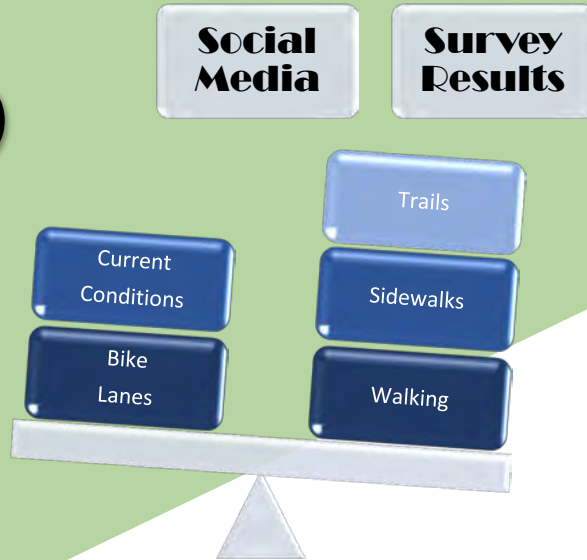 Social
Media
Survey
Results
Trails
Current
Conditions
Sidewalks
Bike
Lanes
Walking